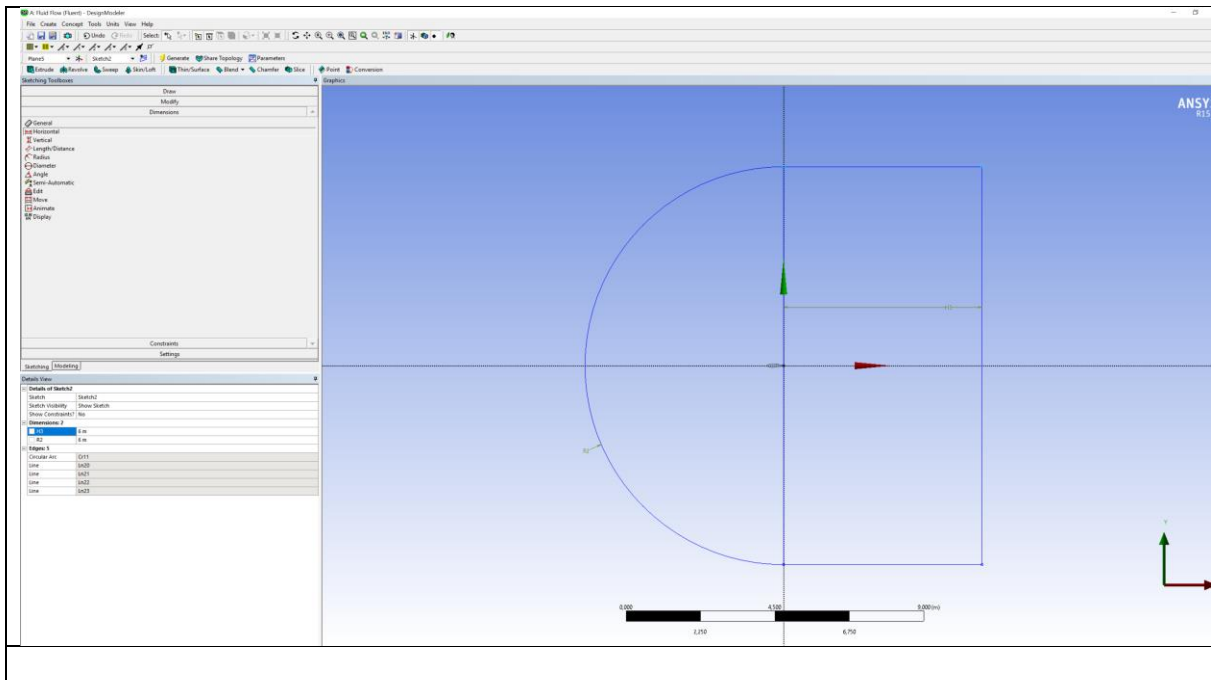 A: Fluid Flow (Fluent) - DesignModeler
File Create Concept Tools Units View Help
Undo Redo Select:
Plane5 Sketch2 Generate Share Topology Parameters
Extrude Revolve Sweep Skin/Loft Thin/Surface Blend Chamfer Slice Point Conversion
Sketching Toolboxes
Draw
Modify
Dimensions
General
Horizontal
Vertical
Length/Distance
Radius
Diameter
Angle
Semi-Automatic
Edit
Move
Animate
Display
Constraints
Settings
Sketching Modeling
Details View
Details of Sketch2
Sketch Sketch2
Sketch Visibility Show Sketch
Show Constraints? No
Dimensions: 2
H3 6 m
R2 6 m
Edges: 5
Circular Arc Cr11
Line Ln20
Line Ln21
Line Ln22
Line Ln23
Graphics
ANSYS
R15
H3
R2
Y
0,000 4,500 9,000 (m)
2,250 6,750